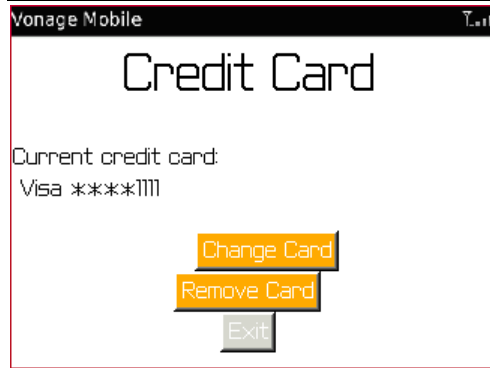 Vonage Mobile
Credit Card
Current credit card:
Visa ****1111
Change Card
Remove Card
Exit